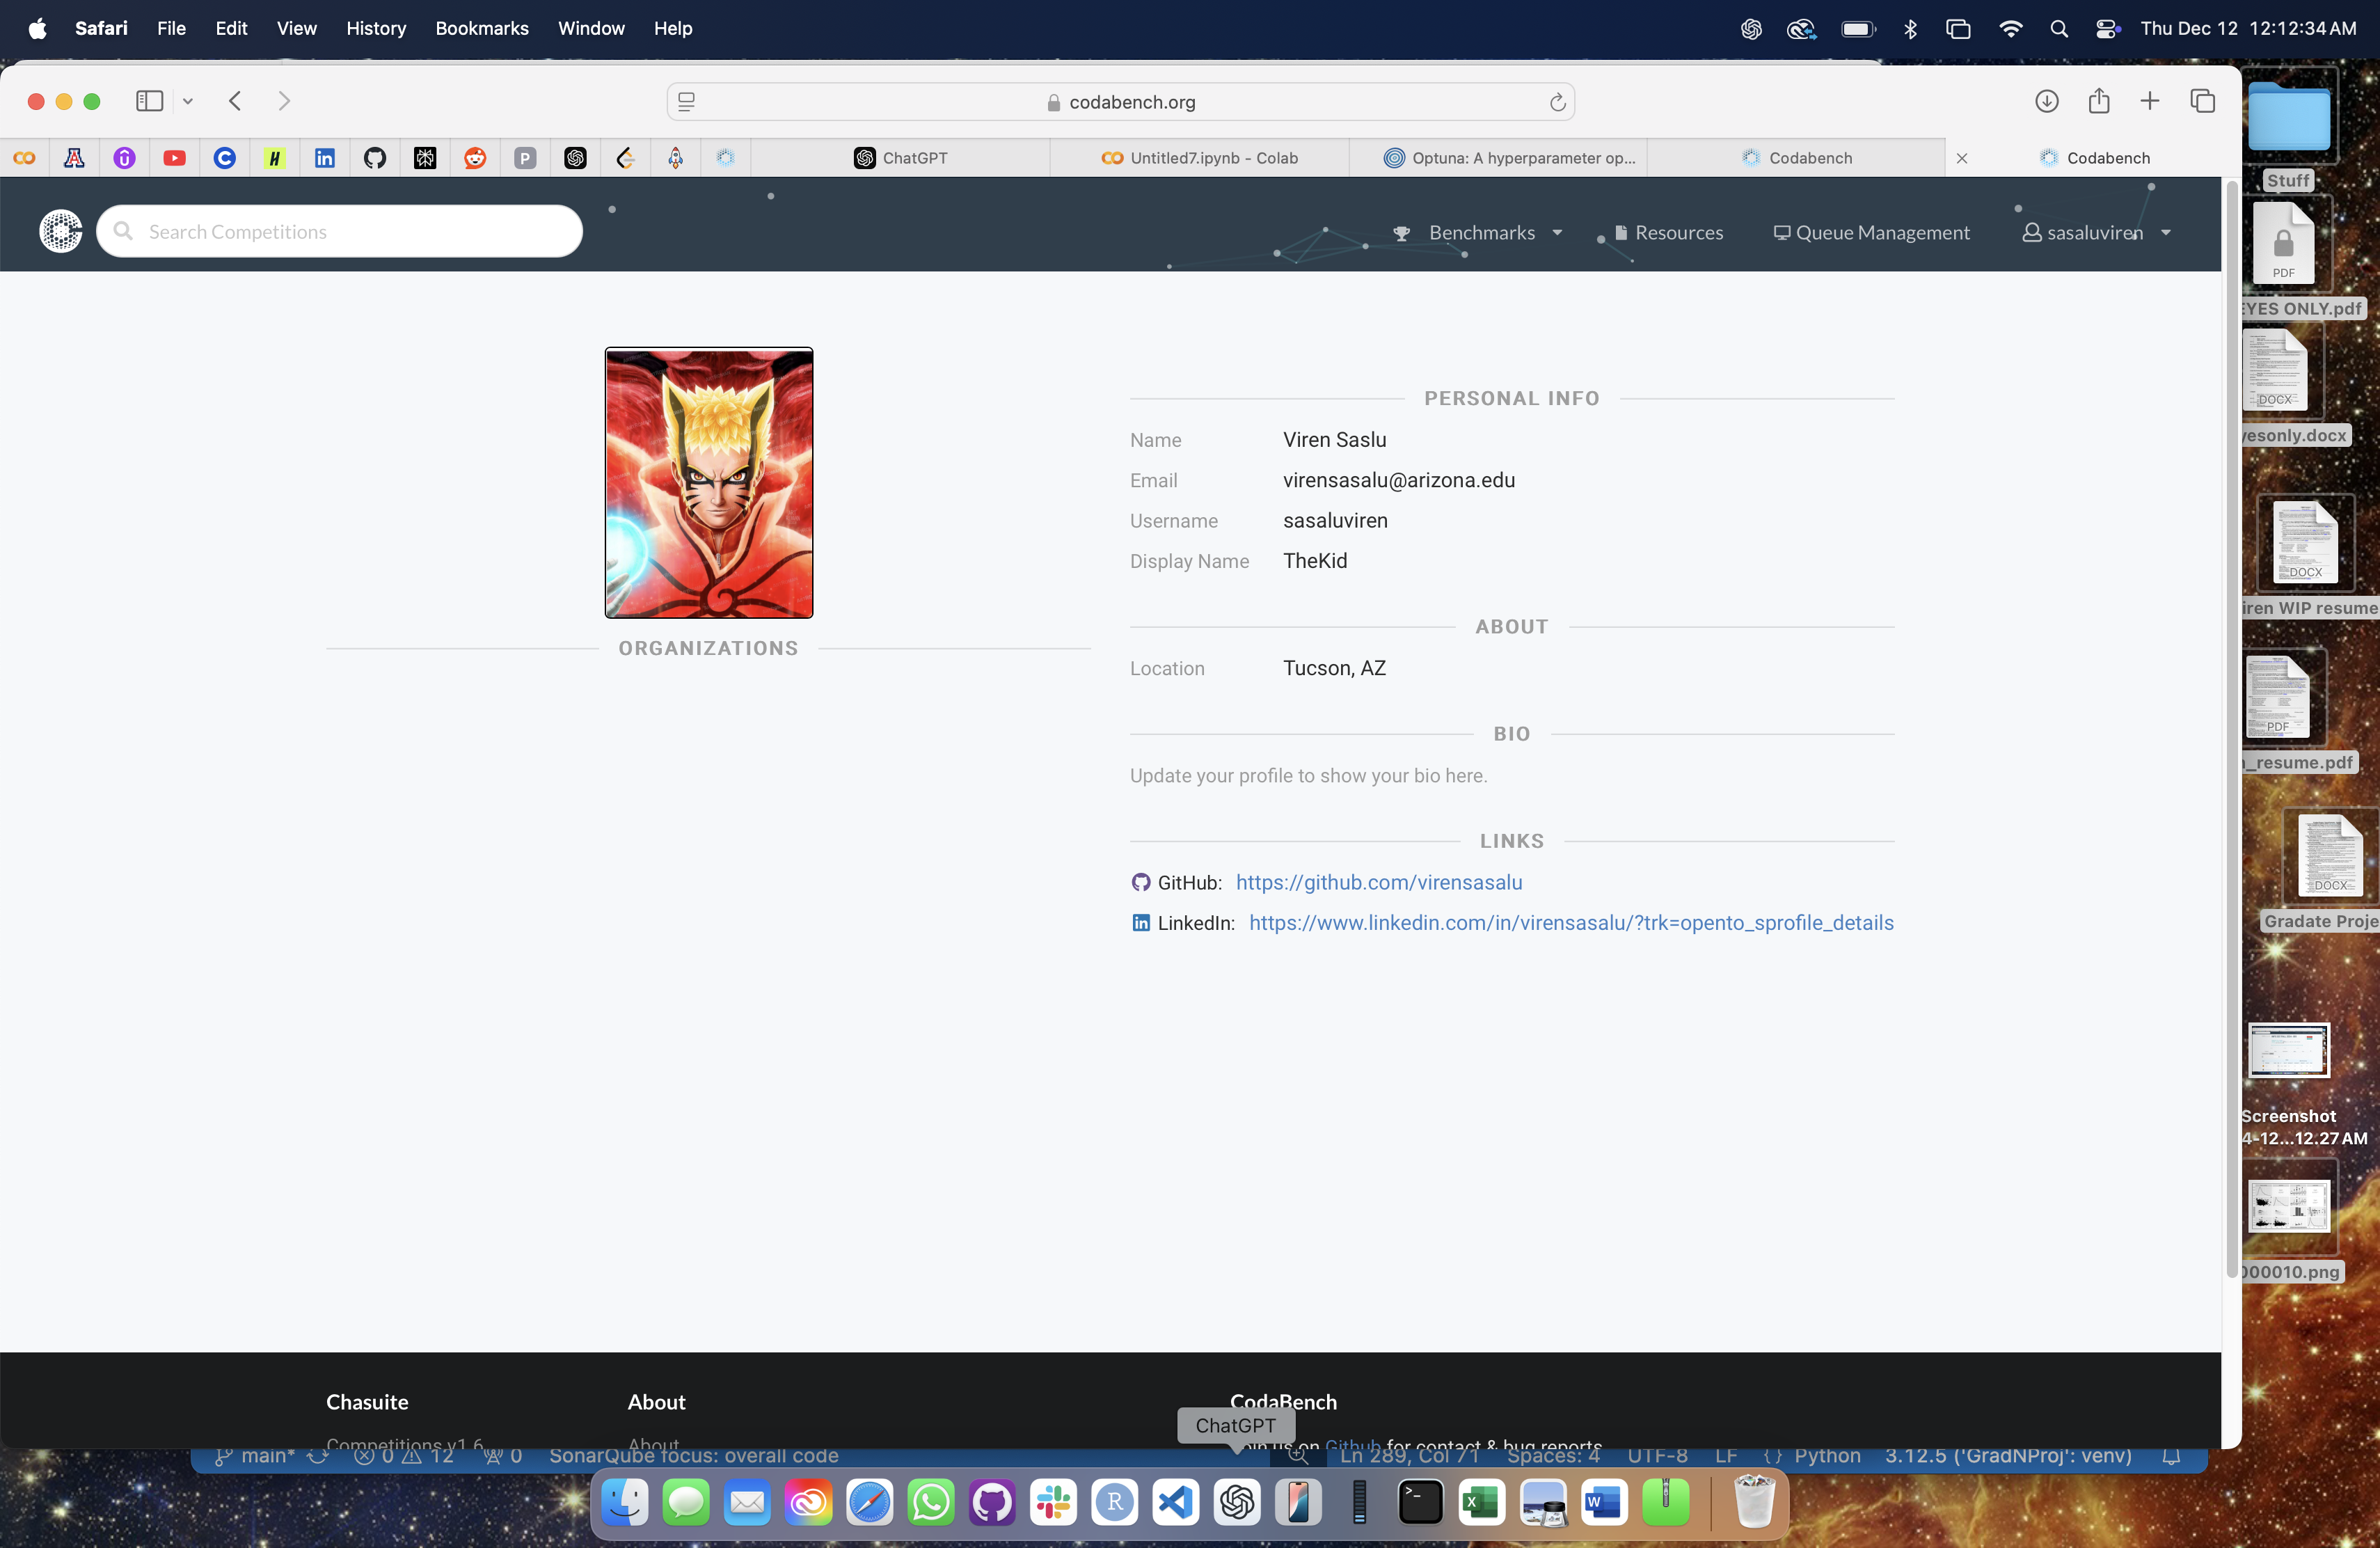 Safari File Edit View History Bookmarks Window Help Thu Dec 12 12:12:34 AM
codabench.org
ChatGPT Untitled7.ipynb - Colab Optuna: A hyperparameter op... Codabench Codabench
Search Competitions Benchmarks Resources Queue Management sasaluviren
PERSONAL INFO
Name Viren Saslu
Email virensasalu@arizona.edu
Username sasaluviren
Display Name TheKid
ORGANIZATIONS
ABOUT
Location Tucson, AZ
BIO
Update your profile to show your bio here.
LINKS
GitHub: https://github.com/virensasalu
LinkedIn: https://www.linkedin.com/in/virensasalu/?trk=opento_sprofile_details
Chasuite About CodaBench
Competitions v1.6 About Join us on Github for contact & bug reports
ChatGPT
main* 0 12 0 SonarQube focus: overall code Ln 289, Col 71 Spaces: 4 UTF-8 LF {} Python 3.12.5 ('GradNProj': venv)
Stuff
PDF
EYES ONLY.pdf
DOCX
yesonly.docx
DOCX
iren WIP resume
PDF
n_resume.pdf
DOCX
Gradate Proje
Screenshot
4-12...12.27 AM
000010.png